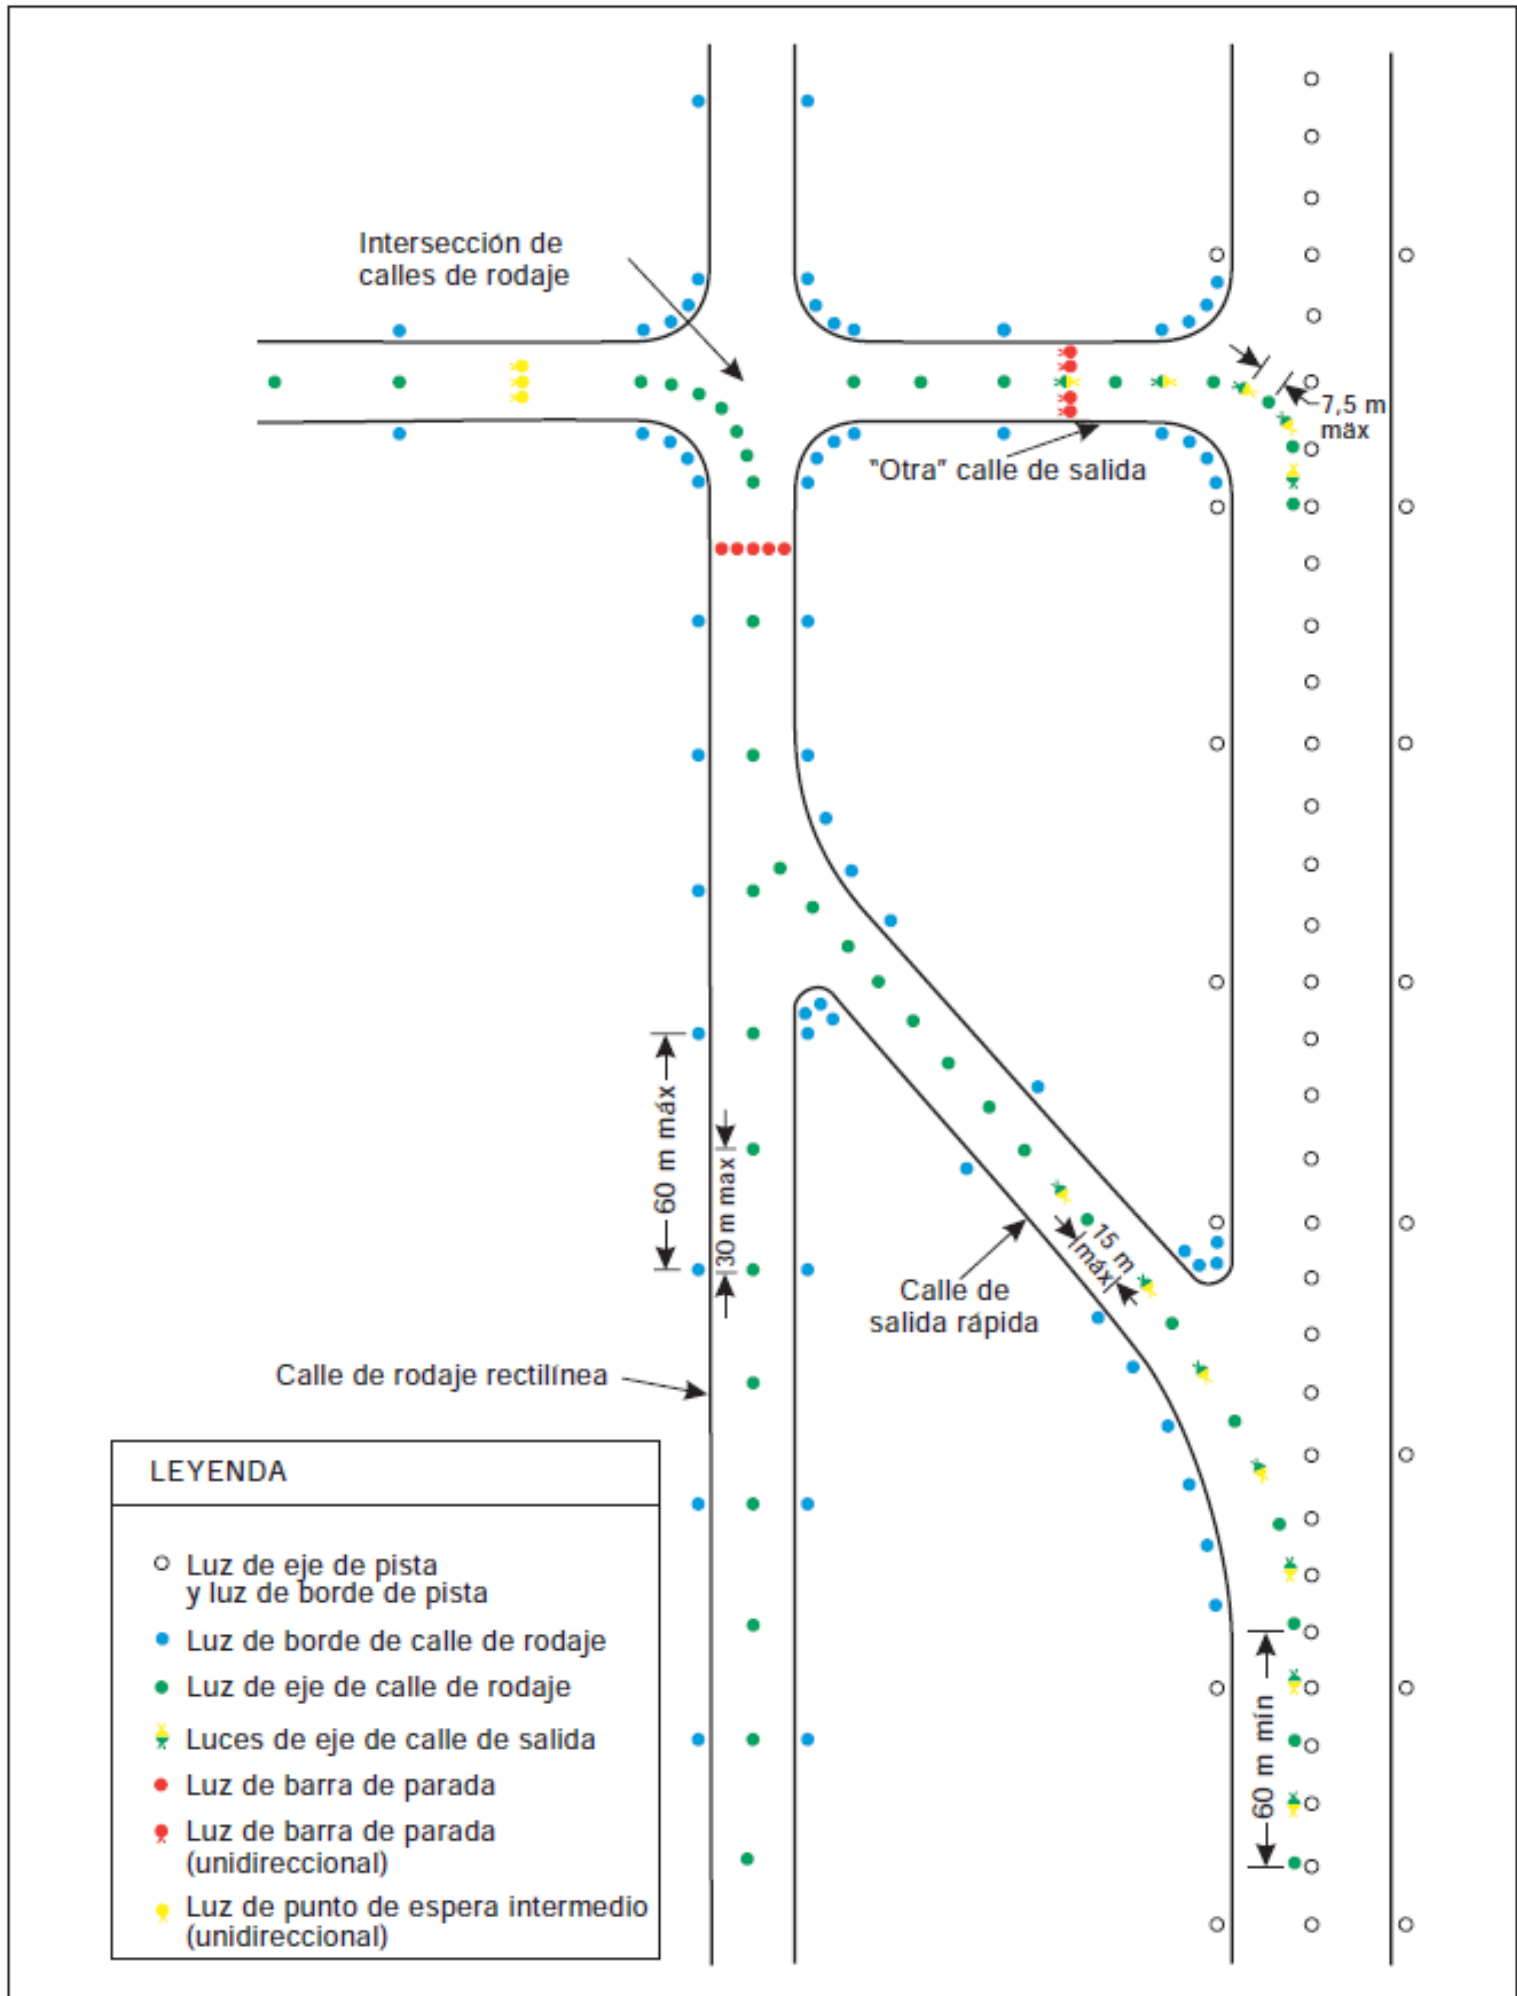 Intersección de
calles de rodaje
7,5 m
máx
"Otra" calle de salida
60 m máx
30 m max
15 m
máx
Calle de
salida rápida
Calle de rodaje rectilínea
60 m mín
LEYENDA
Luz de eje de pista
y luz de borde de pista
Luz de borde de calle de rodaje
Luz de eje de calle de rodaje
Luces de eje de calle de salida
Luz de barra de parada
Luz de barra de parada
(unidireccional)
Luz de punto de espera intermedio
(unidireccional)